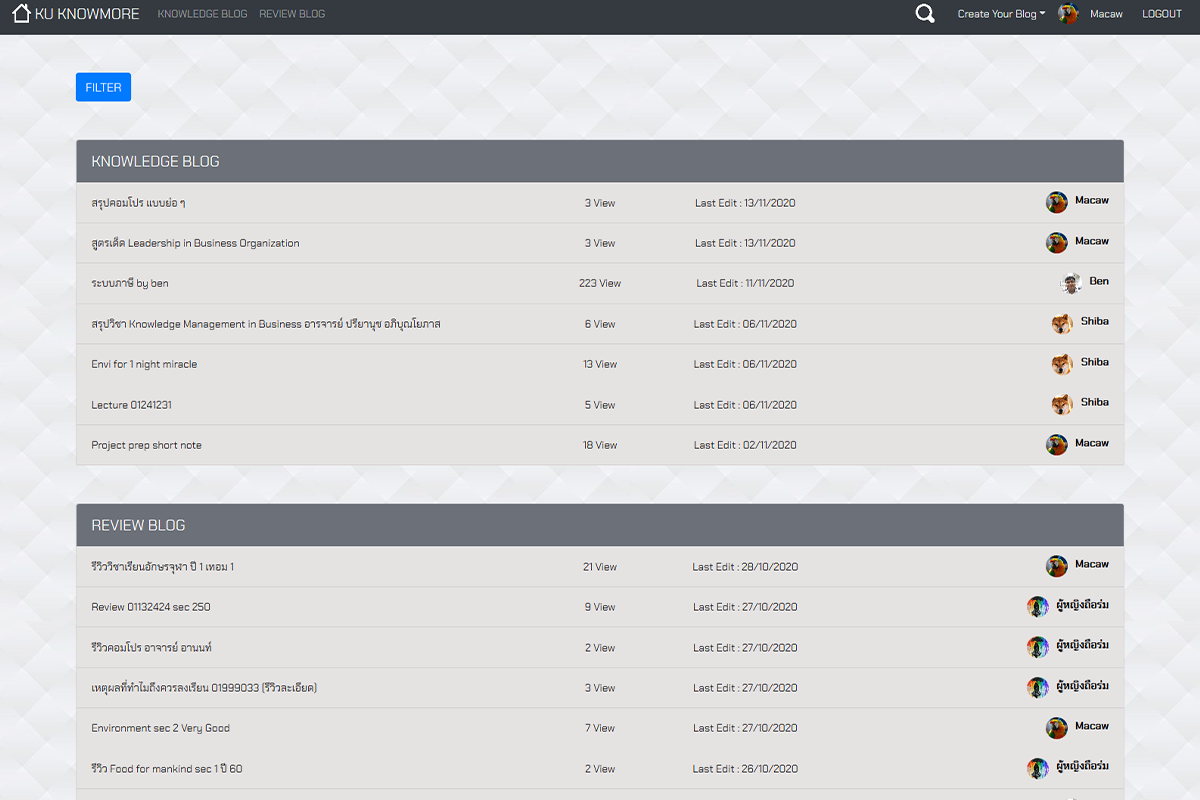 KU KNOWMORE KNOWLEDGE BLOG REVIEW BLOG Create Your Blog Macaw LOGOUT
FILTER
KNOWLEDGE BLOG
สรุปคอมโปร แบบย่อ ๆ 3 View Last Edit : 13/11/2020 Macaw
สูตรเด็ด Leadership in Business Organization 3 View Last Edit : 13/11/2020 Macaw
ระบบภาษี by ben 223 View Last Edit : 11/11/2020 Ben
สรุปวิชา Knowledge Management in Business อารจารย์ ปรียานุช อภิบุณโยภาส 6 View Last Edit : 06/11/2020 Shiba
Envi for 1 night miracle 13 View Last Edit : 06/11/2020 Shiba
Lecture 01241231 5 View Last Edit : 06/11/2020 Shiba
Project prep short note 18 View Last Edit : 02/11/2020 Macaw
REVIEW BLOG
รีวิววิชาเรียนอักษรจุฬา ปี 1 เทอม 1 21 View Last Edit : 28/10/2020 Macaw
Review 01132424 sec 250 9 View Last Edit : 27/10/2020 ผู้หญิงถือร่ม
รีวิวคอมโปร อาจารย์ อานนท์ 2 View Last Edit : 27/10/2020 ผู้หญิงถือร่ม
เหตุผลที่ทำไมถึงควรลงเรียน 01999033 (รีวิวละเอียด) 3 View Last Edit : 27/10/2020 ผู้หญิงถือร่ม
Environment sec 2 Very Good 7 View Last Edit : 27/10/2020 Macaw
รีวิว Food for mankind sec 1 ปี 60 2 View Last Edit : 26/10/2020 ผู้หญิงถือร่ม